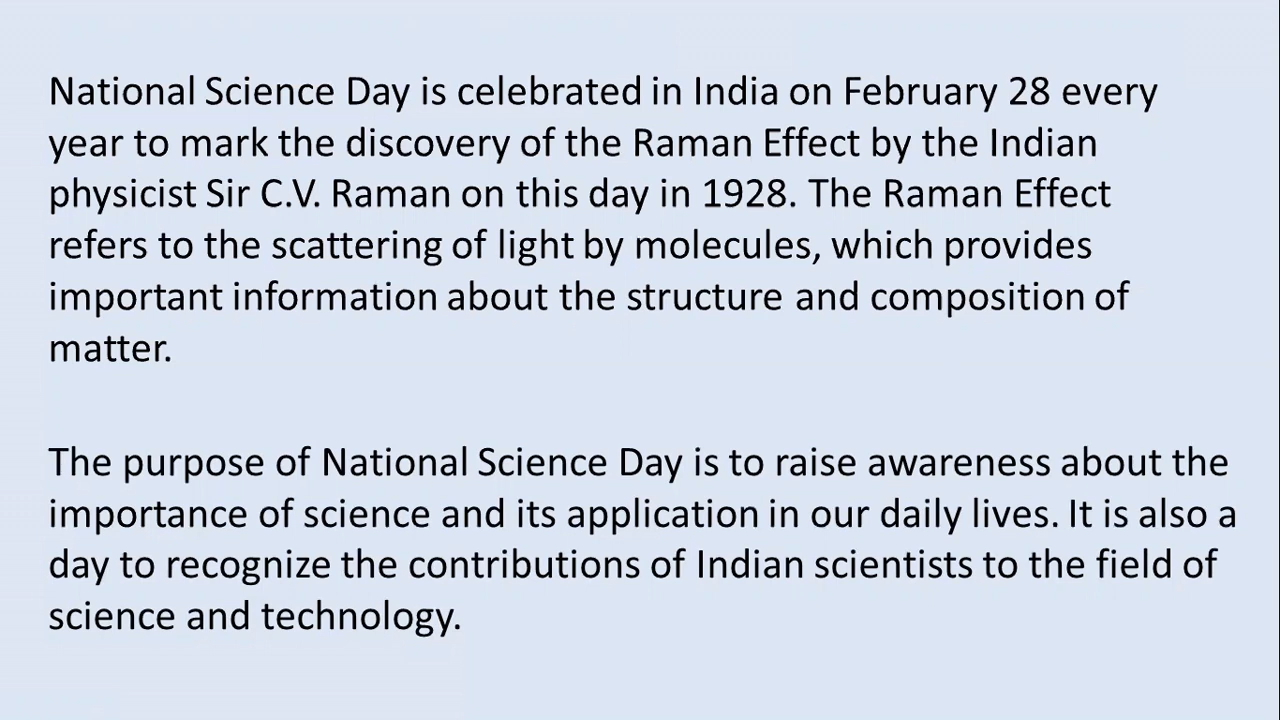 National Science Day is celebrated in India on February 28 every
year to mark the discovery of the Raman Effect by the Indian
physicist Sir C.V. Raman on this day in 1928. The Raman Effect
refers to the scattering of light by molecules, which provides
important information about the structure and composition of
matter.
The purpose of National Science Day is to raise awareness about the
importance of science and its application in our daily lives. It is also a
day to recognize the contributions of Indian scientists to the field of
science and technology.